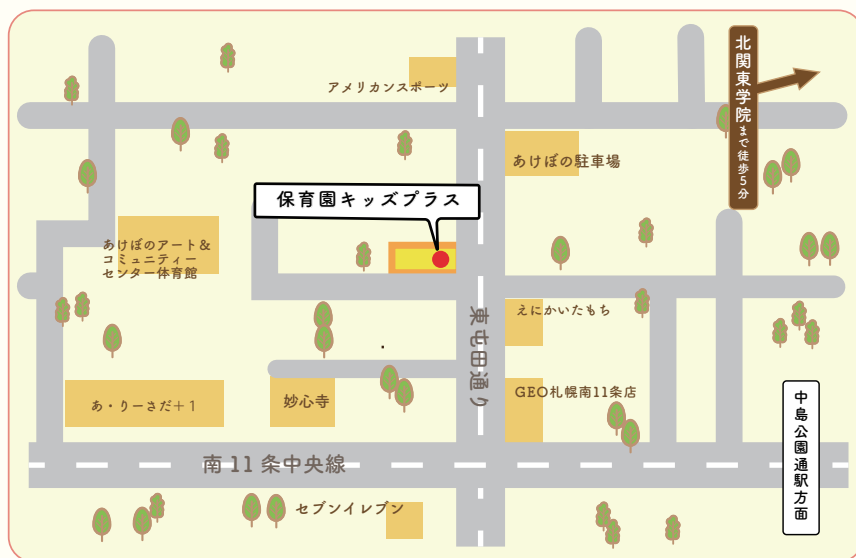 アメリカンスポーツ
北関東学院まで徒歩5分
あけぼの駐車場
保育園キッズプラス
あけぼのアート＆
コミュニティー
センター体育館
えにかいたもち
東屯田通り
あ・りーさだ＋1
妙心寺
GEO札幌南11条店
中島公園通駅方面
南11条中央線
セブンイレブン